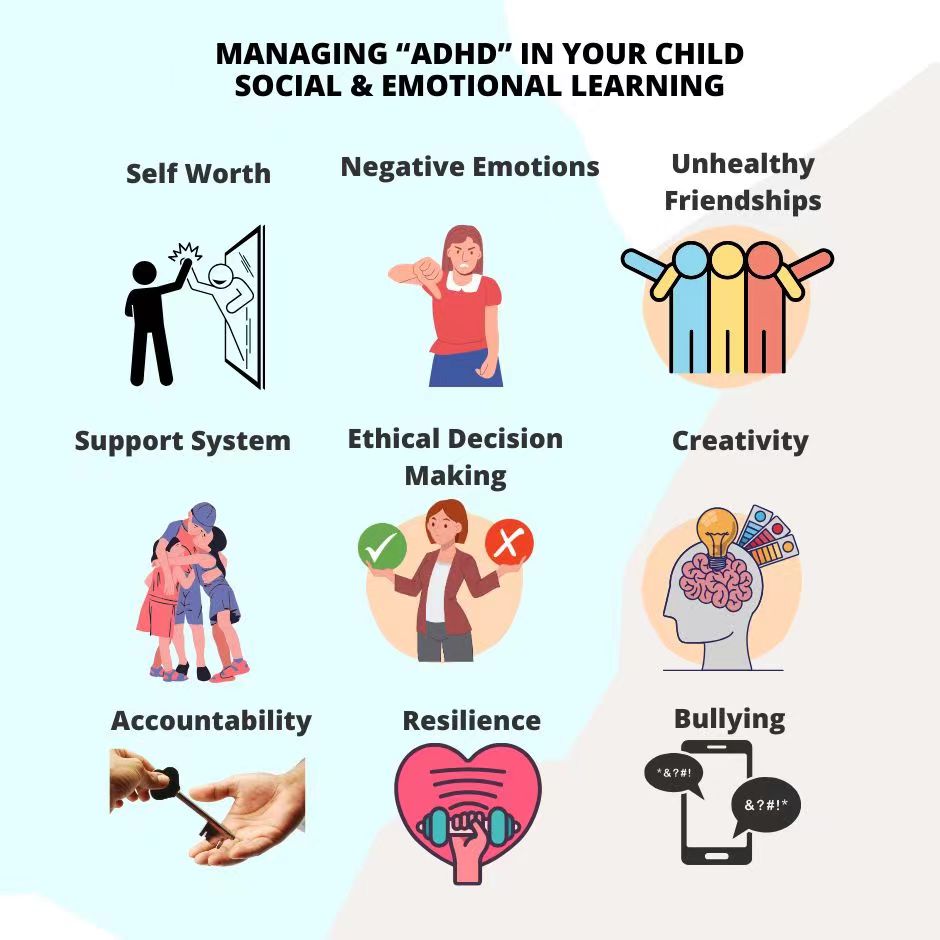 MANAGING “ADHD” IN YOUR CHILD
SOCIAL & EMOTIONAL LEARNING
Self Worth
Negative Emotions
Unhealthy
Friendships
Support System
Ethical Decision
Making
Creativity
Accountability
Resilience
Bullying
*&?#!
&?#!*